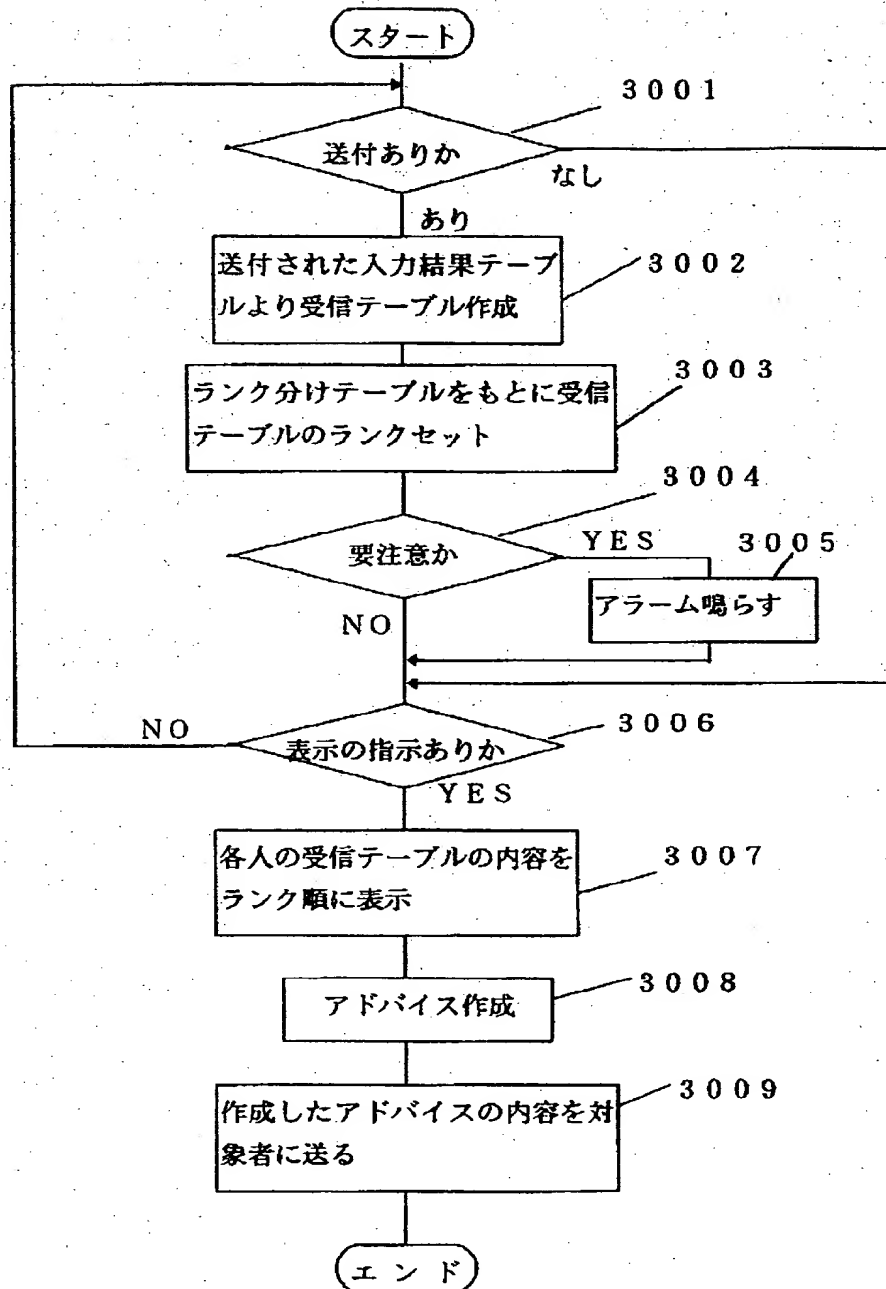 スタート
3001
送付ありか
なし
あり
送付された入力結果テーブ
ルより受信テーブル作成
3002
ランク分けテーブルをもとに受信
テーブルのランクセット
3003
3004
要注意か
YES
3005
アラーム鳴らす
NO
3006
表示の指示ありか
NO
YES
各人の受信テーブルの内容を
ランク順に表示
3007
アドバイス作成
3008
作成したアドバイスの内容を対
象者に送る
3009
エンド